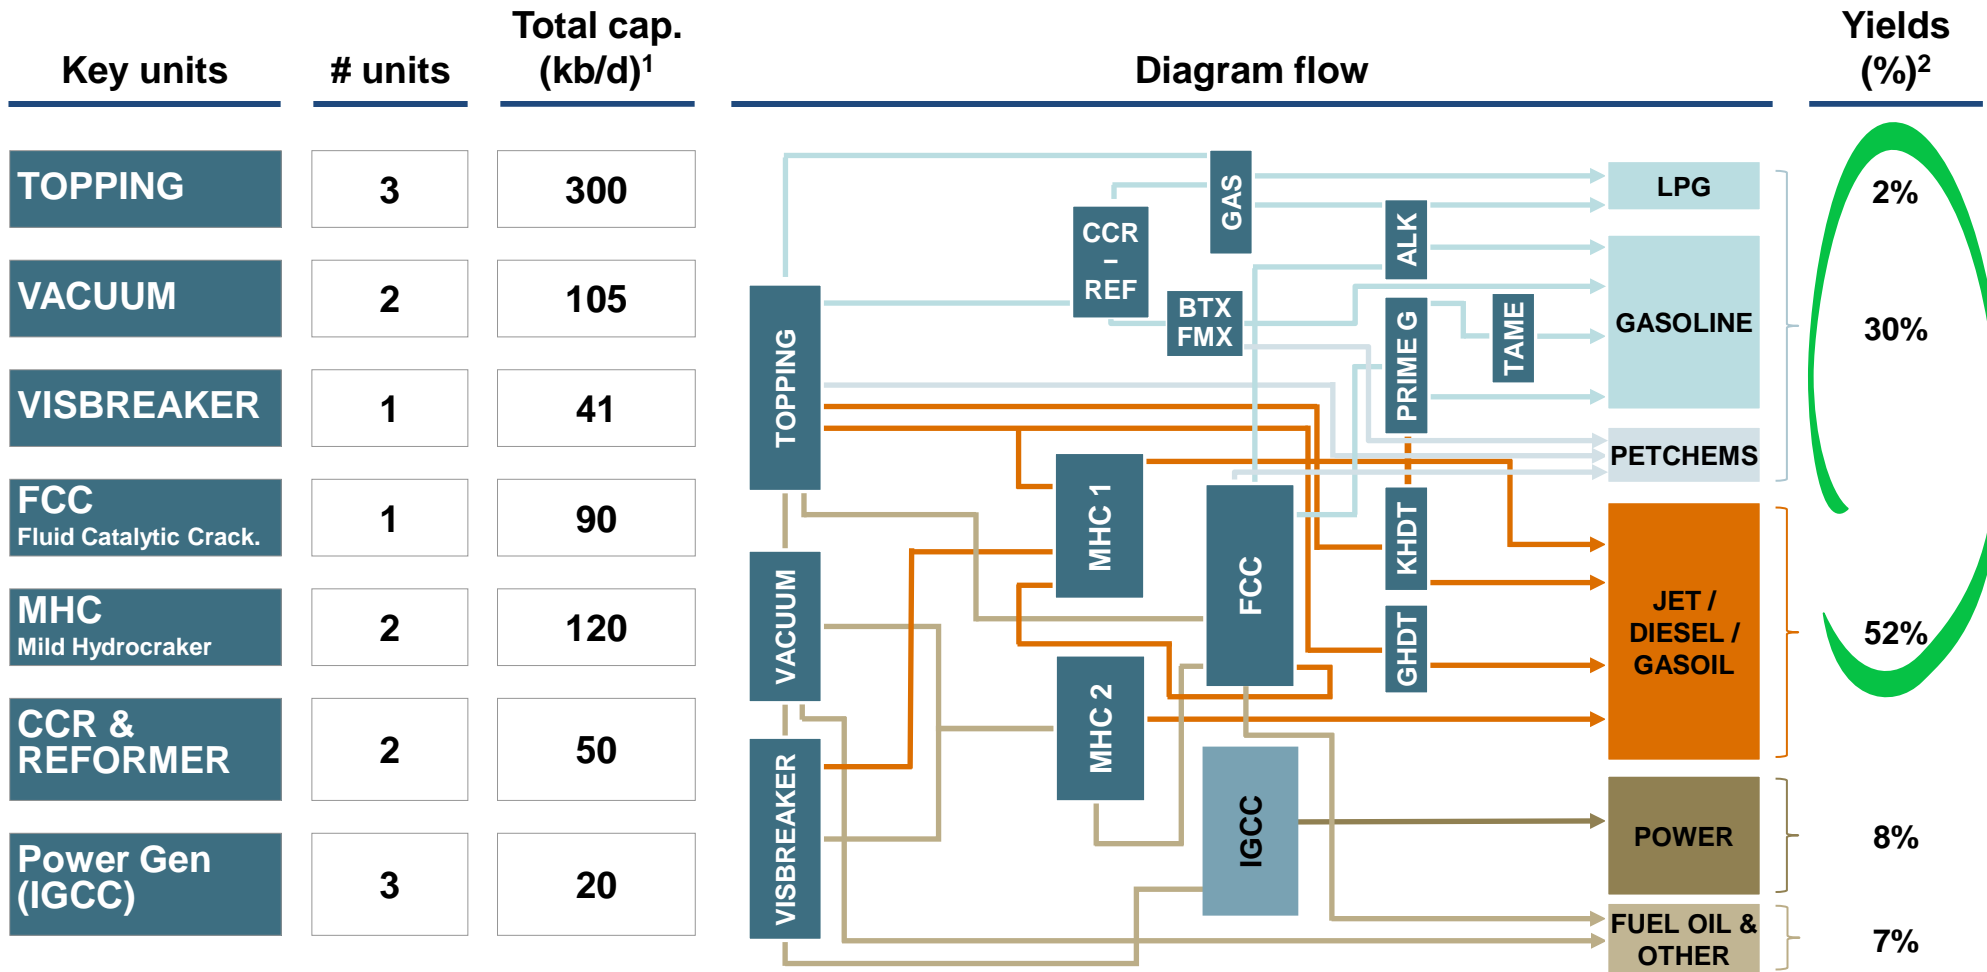 Key units
# units
Total cap.
(kb/d)1
Diagram flow
Yields
(%)2
TOPPING
3
300
VACUUM
2
105
VISBREAKER
1
41
FCC
Fluid Catalytic Crack.
1
90
MHC
Mild Hydrocraker
2
120
CCR &
REFORMER
2
50
Power Gen
(IGCC)
3
20
TOPPING
VACUUM
VISBREAKER
CCR
–
REF
GAS
BTX
FMX
MHC 1
MHC 2
FCC
IGCC
ALK
PRIME G
TAME
KHDT
GHDT
LPG
GASOLINE
PETCHEMS
JET /
DIESEL /
GASOIL
POWER
FUEL OIL &
OTHER
2%
30%
52%
8%
7%